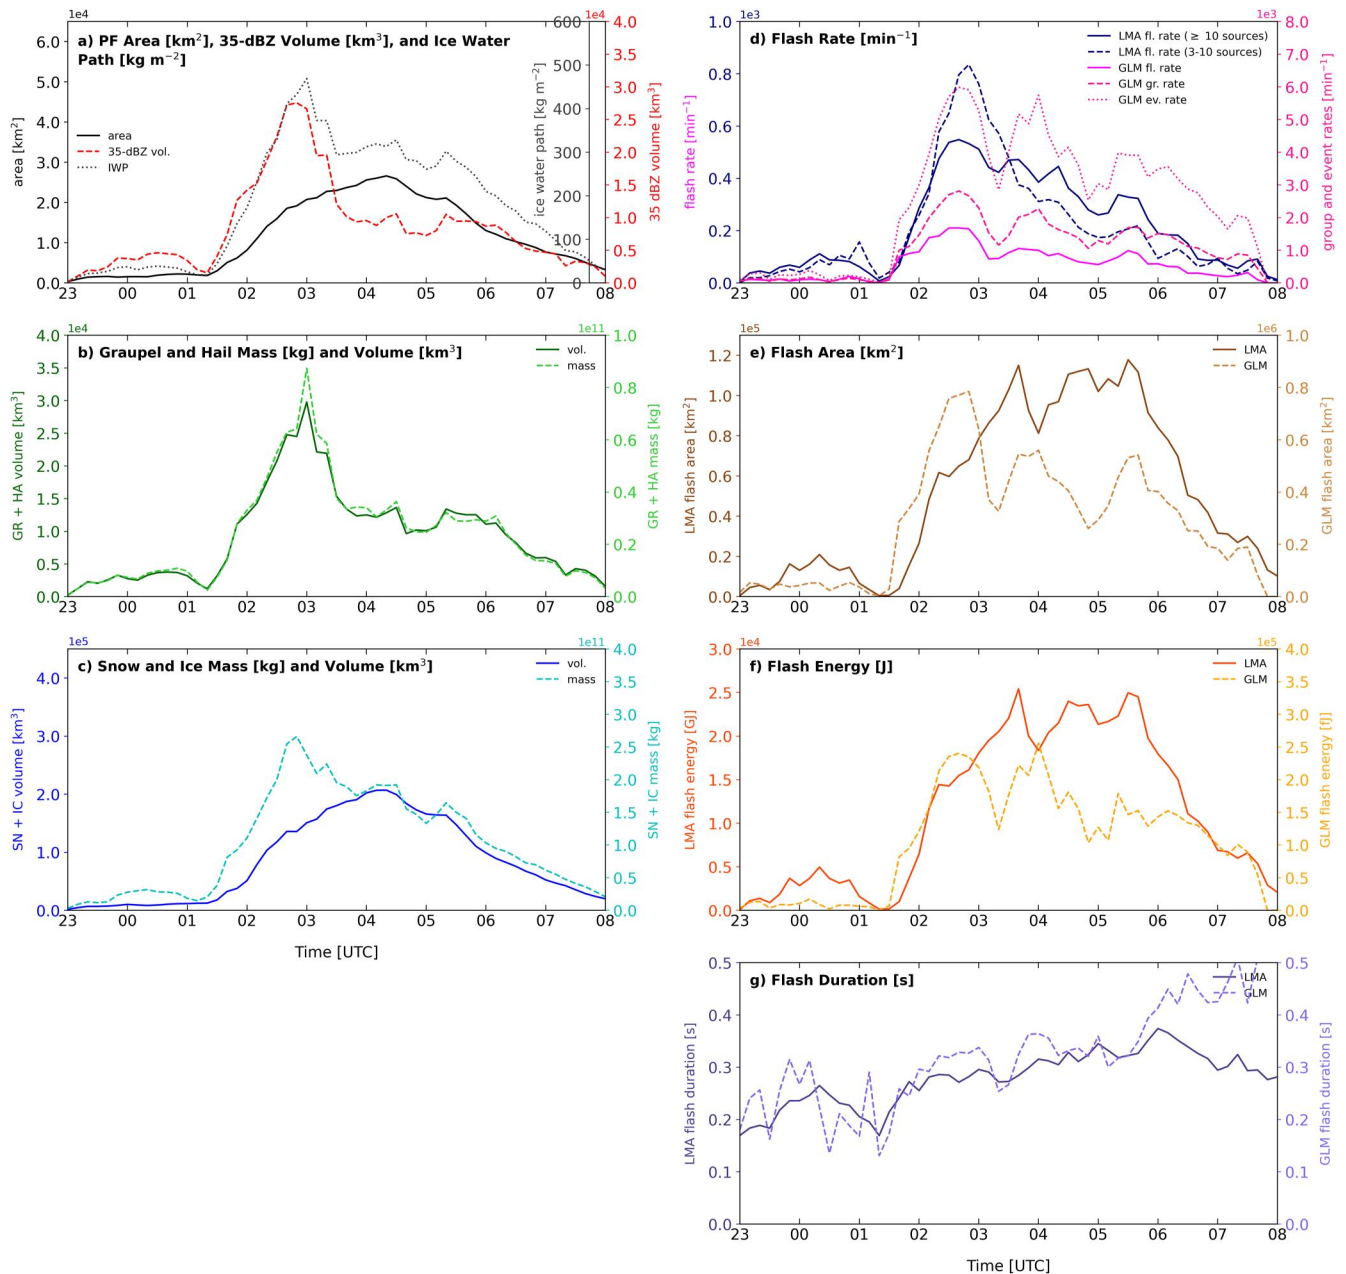 1e4
600
1e4
4.0
a) PF Area [km²], 35-dBZ Volume [km³], and Ice Water
Path [kg m⁻²]
area
35-dBZ vol.
IWP
area [km²]
6.0
5.0
4.0
3.0
2.0
1.0
0.0
ice water path [kg m⁻²]
500
400
300
200
100
0
35 dBZ volume [km³]
3.5
3.0
2.5
2.0
1.5
1.0
0.5
0.0
23 00 01 02 03 04 05 06 07 08
1e3
1e3
d) Flash Rate [min⁻¹]
LMA fl. rate (≥ 10 sources)
LMA fl. rate (3-10 sources)
GLM fl. rate
GLM gr. rate
GLM ev. rate
flash rate [min⁻¹]
1.0
0.8
0.6
0.4
0.2
0.0
group and event rates [min⁻¹]
8.0
7.0
6.0
5.0
4.0
3.0
2.0
1.0
0.0
23 00 01 02 03 04 05 06 07 08
1e4
1e11
b) Graupel and Hail Mass [kg] and Volume [km³]
vol.
mass
GR + HA volume [km³]
4.0
3.5
3.0
2.5
2.0
1.5
1.0
0.5
0.0
GR + HA mass [kg]
1.0
0.8
0.6
0.4
0.2
0.0
23 00 01 02 03 04 05 06 07 08
1e5
1e6
e) Flash Area [km²]
LMA
GLM
LMA flash area [km²]
1.2
1.0
0.8
0.6
0.4
0.2
0.0
GLM flash area [km²]
1.0
0.8
0.6
0.4
0.2
0.0
23 00 01 02 03 04 05 06 07 08
1e5
1e11
c) Snow and Ice Mass [kg] and Volume [km³]
vol.
mass
SN + IC volume [km³]
4.0
3.0
2.0
1.0
0.0
SN + IC mass [kg]
4.0
3.5
3.0
2.5
2.0
1.5
1.0
0.5
0.0
23 00 01 02 03 04 05 06 07 08
Time [UTC]
1e4
1e5
f) Flash Energy [J]
LMA
GLM
LMA flash energy [GJ]
3.0
2.5
2.0
1.5
1.0
0.5
0.0
GLM flash energy [fJ]
4.0
3.5
3.0
2.5
2.0
1.5
1.0
0.5
0.0
23 00 01 02 03 04 05 06 07 08
g) Flash Duration [s]
LMA
GLM
LMA flash duration [s]
0.5
0.4
0.3
0.2
0.1
0.0
GLM flash duration [s]
0.5
0.4
0.3
0.2
0.1
0.0
23 00 01 02 03 04 05 06 07 08
Time [UTC]